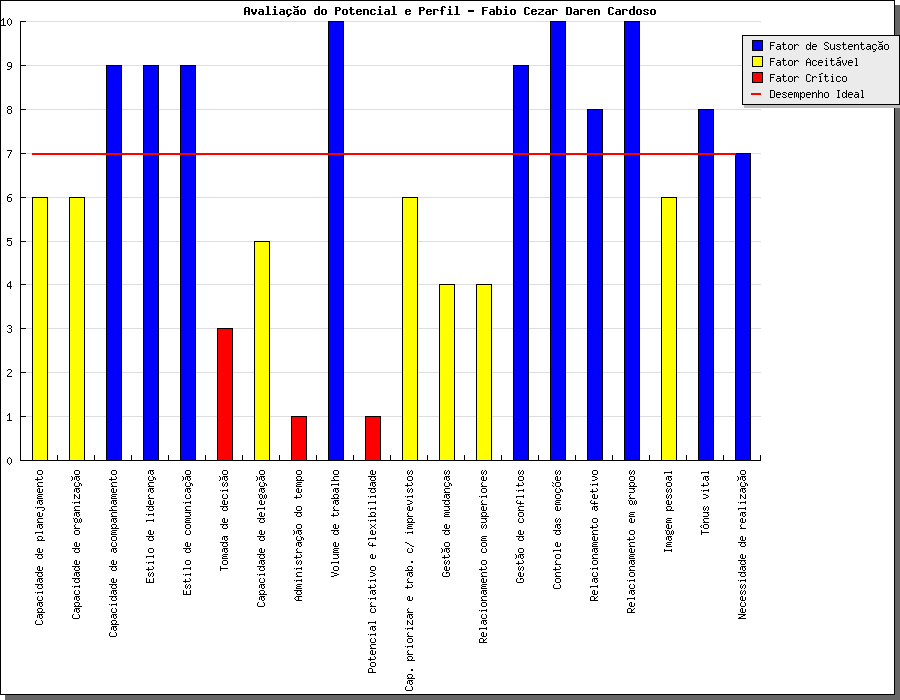 Avaliação do Potencial e Perfil - Fabio Cezar Daren Cardoso
Fator de Sustentação
Fator Aceitável
Fator Crítico
Desempenho Ideal
10
9
8
7
6
5
4
3
2
1
0
Capacidade de planejamento
Capacidade de organização
Capacidade de acompanhamento
Estilo de liderança
Estilo de comunicação
Tomada de decisão
Capacidade de delegação
Administração do tempo
Volume de trabalho
Potencial criativo e flexibilidade
Cap. priorizar e trab. c/ imprevistos
Gestão de mudanças
Relacionamento com superiores
Gestão de conflitos
Controle das emoções
Relacionamento afetivo
Relacionamento em grupos
Imagem pessoal
Tônus vital
Necessidade de realização